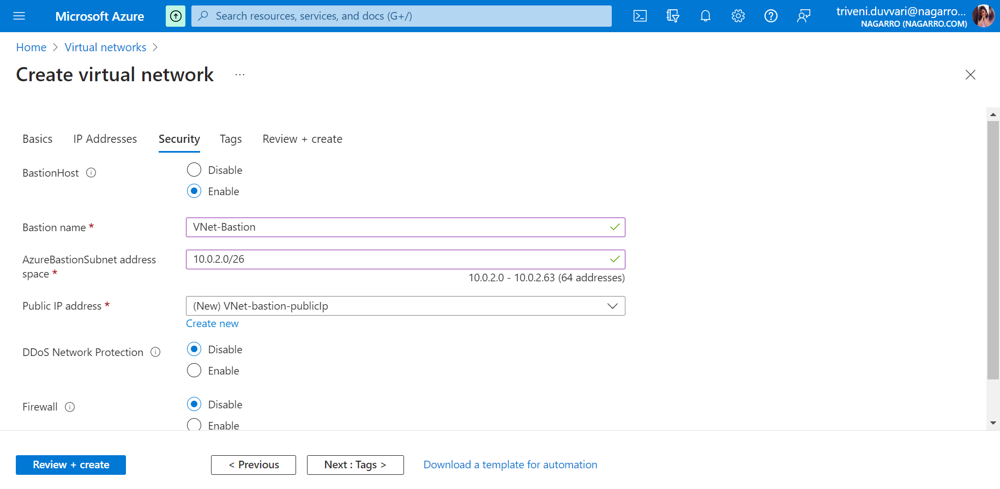 Microsoft Azure
Search resources, services, and docs (G+/)
triveni.duvvari@nagarro...
NAGARRO (NAGARRO.COM)
Home > Virtual networks >
Create virtual network ...
Basics IP Addresses Security Tags Review + create
BastionHost
Disable
Enable
Bastion name *
VNet-Bastion
AzureBastionSubnet address
space *
10.0.2.0/26
10.0.2.0 - 10.0.2.63 (64 addresses)
Public IP address *
(New) VNet-bastion-publicIp
Create new
DDoS Network Protection
Disable
Enable
Firewall
Disable
Enable
Review + create
< Previous
Next : Tags >
Download a template for automation